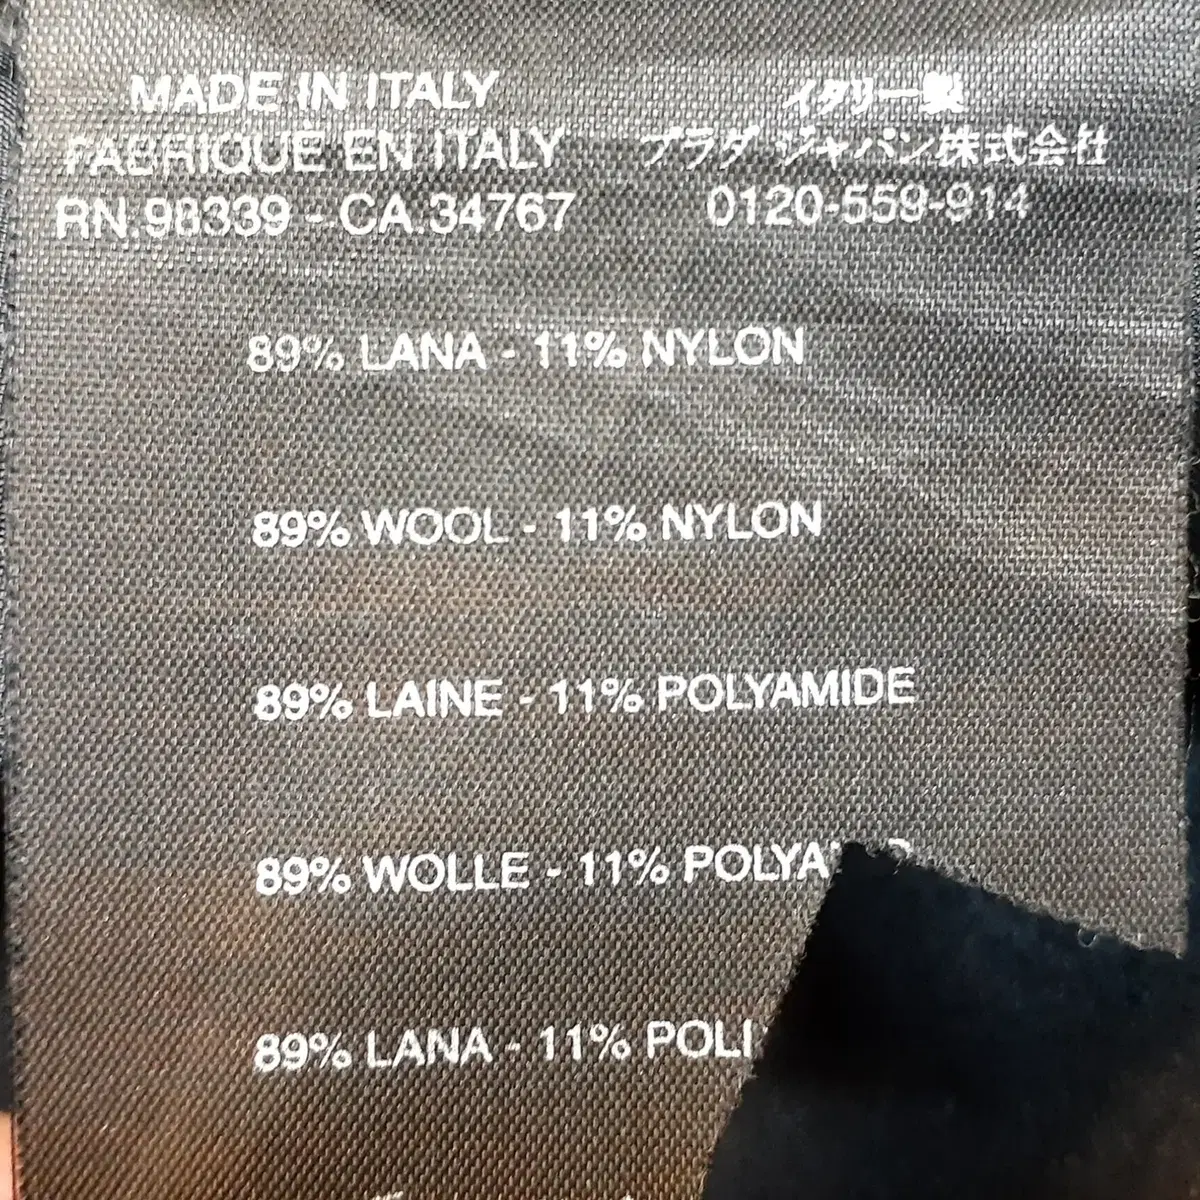 MADE IN ITALY
FABRIQUE EN ITALY
RN.98339 - CA.34767
イタリー製
プラダ ジャパン株式会社
0120-559-914
89% LANA - 11% NYLON
89% WOOL - 11% NYLON
89% LAINE - 11% POLYAMIDE
89% WOLLE - 11%
89% LANA - 11%